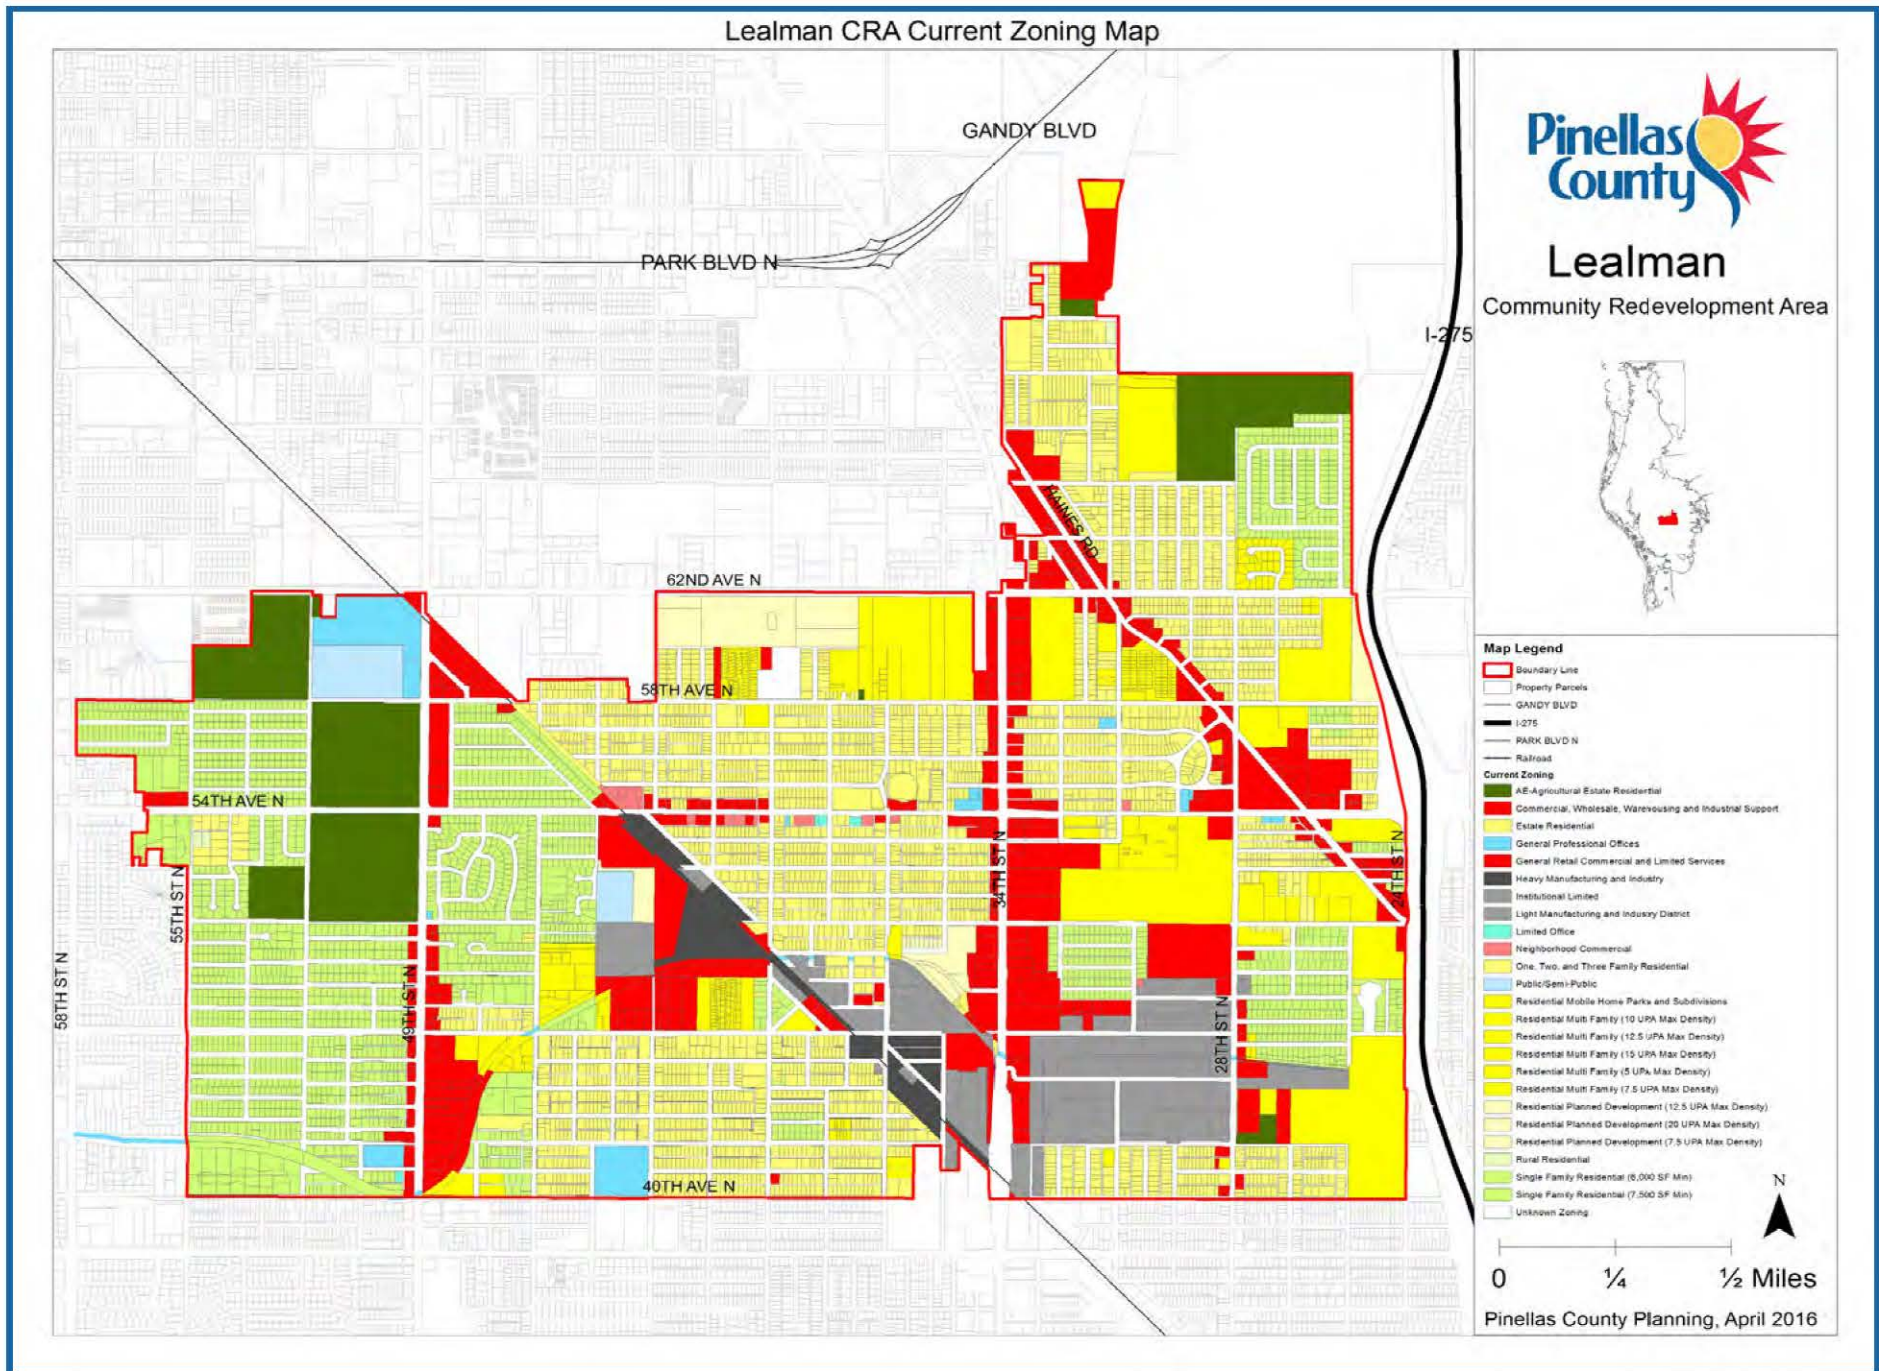 Lealman CRA Current Zoning Map
GANDY BLVD
PARK BLVD N
I-275
HAINES RD
62ND AVE N
58TH AVE N
54TH AVE N
34TH ST N
24TH ST N
55TH ST N
58TH ST N
49TH ST N
28TH ST N
40TH AVE N
Pinellas
County
Lealman
Community Redevelopment Area
Map Legend
Boundary Line
Property Parcels
GANDY BLVD
I-275
PARK BLVD N
Railroad
Current Zoning
AE-Agricultural Estate Residential
Commercial, Wholesale, Warehousing and Industrial Support
Estate Residential
General Professional Offices
General Retail Commercial and Limited Services
Heavy Manufacturing and Industry
Institutional Limited
Light Manufacturing and Industry District
Limited Office
Neighborhood Commercial
One, Two, and Three Family Residential
Public/Semi-Public
Residential Mobile Home Parks and Subdivisions
Residential Multi Family (10 UPA Max Density)
Residential Multi Family (12.5 UPA Max Density)
Residential Multi Family (15 UPA Max Density)
Residential Multi Family (5 UPA Max Density)
Residential Multi Family (7.5 UPA Max Density)
Residential Planned Development (12.5 UPA Max Density)
Residential Planned Development (20 UPA Max Density)
Residential Planned Development (7.5 UPA Max Density)
Rural Residential
Single Family Residential (6,000 SF Min)
Single Family Residential (7,500 SF Min)
Unknown Zoning
N
0 ¼ ½ Miles
Pinellas County Planning, April 2016